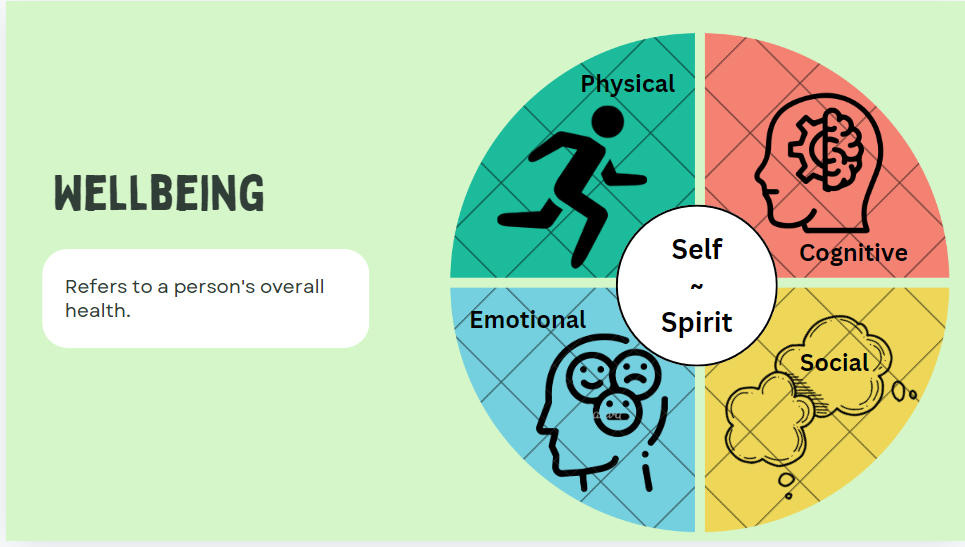 WELLBEING
Refers to a person's overall
health.
Physical
Cognitive
Self
~
Spirit
Emotional
Social